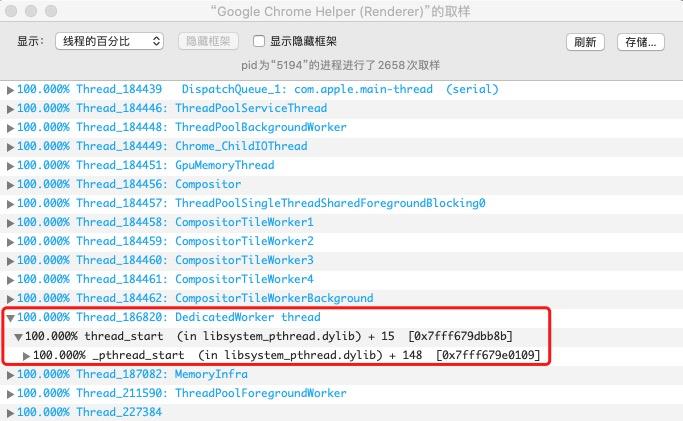 “Google Chrome Helper (Renderer)”的取样
显示： 线程的百分比 隐藏框架 显示隐藏框架 刷新 存储...
pid为“5194”的进程进行了2658次取样
100.000% Thread_184439 DispatchQueue_1: com.apple.main-thread (serial)
100.000% Thread_184446: ThreadPoolServiceThread
100.000% Thread_184448: ThreadPoolBackgroundWorker
100.000% Thread_184449: Chrome_ChildIOThread
100.000% Thread_184451: GpuMemoryThread
100.000% Thread_184456: Compositor
100.000% Thread_184457: ThreadPoolSingleThreadSharedForegroundBlocking0
100.000% Thread_184458: CompositorTileWorker1
100.000% Thread_184459: CompositorTileWorker2
100.000% Thread_184460: CompositorTileWorker3
100.000% Thread_184461: CompositorTileWorker4
100.000% Thread_184462: CompositorTileWorkerBackground
100.000% Thread_186820: DedicatedWorker thread
100.000% thread_start (in libsystem_pthread.dylib) + 15 [0x7fff679dbb8b]
100.000% _pthread_start (in libsystem_pthread.dylib) + 148 [0x7fff679e0109]
100.000% Thread_187082: MemoryInfra
100.000% Thread_211590: ThreadPoolForegroundWorker
100.000% Thread_227384